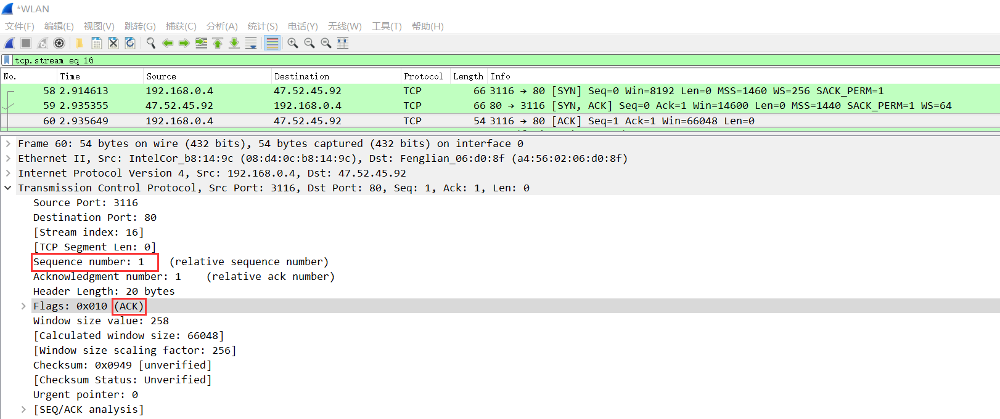 *WLAN
文件(F) 编辑(E) 视图(V) 跳转(G) 捕获(C) 分析(A) 统计(S) 电话(Y) 无线(W) 工具(T) 帮助(H)
tcp.stream eq 16
No. Time Source Destination Protocol Length Info
58 2.914613 192.168.0.4 47.52.45.92 TCP 66 3116 → 80 [SYN] Seq=0 Win=8192 Len=0 MSS=1460 WS=256 SACK_PERM=1
59 2.935355 47.52.45.92 192.168.0.4 TCP 66 80 → 3116 [SYN, ACK] Seq=0 Ack=1 Win=14600 Len=0 MSS=1440 SACK_PERM=1 WS=64
60 2.935649 192.168.0.4 47.52.45.92 TCP 54 3116 → 80 [ACK] Seq=1 Ack=1 Win=66048 Len=0
Frame 60: 54 bytes on wire (432 bits), 54 bytes captured (432 bits) on interface 0
Ethernet II, Src: IntelCor_b8:14:9c (08:d4:0c:b8:14:9c), Dst: Fenglian_06:d0:8f (a4:56:02:06:d0:8f)
Internet Protocol Version 4, Src: 192.168.0.4, Dst: 47.52.45.92
Transmission Control Protocol, Src Port: 3116, Dst Port: 80, Seq: 1, Ack: 1, Len: 0
Source Port: 3116
Destination Port: 80
[Stream index: 16]
[TCP Segment Len: 0]
Sequence number: 1 (relative sequence number)
Acknowledgment number: 1 (relative ack number)
Header Length: 20 bytes
Flags: 0x010 (ACK)
Window size value: 258
[Calculated window size: 66048]
[Window size scaling factor: 256]
Checksum: 0x0949 [unverified]
[Checksum Status: Unverified]
Urgent pointer: 0
[SEQ/ACK analysis]